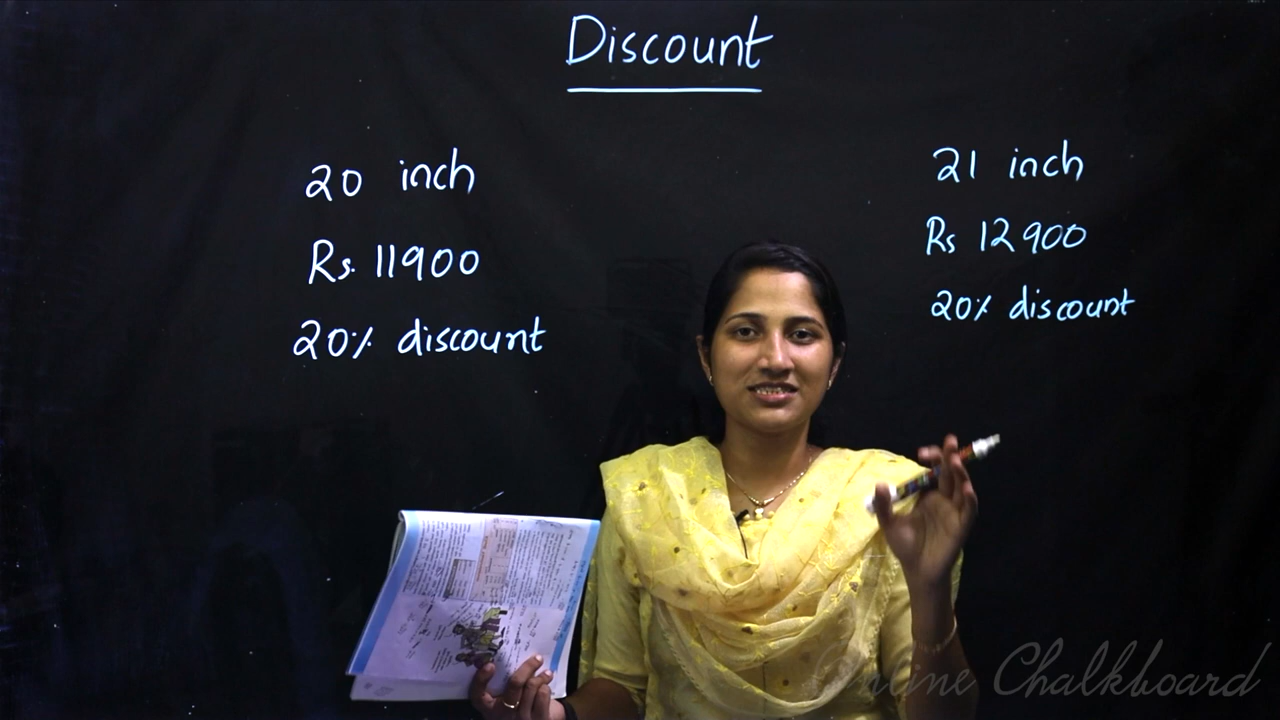 Discount
20 inch
Rs. 11900
20% discount
21 inch
Rs 12900
20% discount
Online Chalkboard